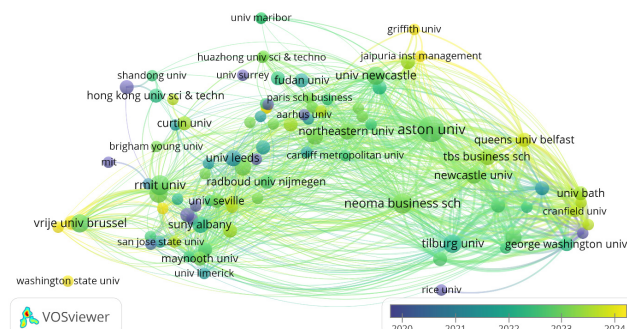 univ maribor
griffith univ
huazhong univ sci & techno
jaipuria inst management
shandong univ
univ surrey
fudan univ
univ newcastle
hong kong univ sci & techn
paris sch business
aarhus univ
curtin univ
northeastern univ
aston univ
queens univ belfast
brigham young univ
cardiff metropolitan univ
tbs business sch
mit
univ leeds
newcastle univ
rmit univ
radboud univ nijmegen
univ bath
univ seville
neoma business sch
cranfield univ
vrije univ brussel
suny albany
san jose state univ
tilburg univ
george washington univ
maynooth univ
univ limerick
washington state univ
rice univ
VOSviewer
2020 2021 2022 2023 2024